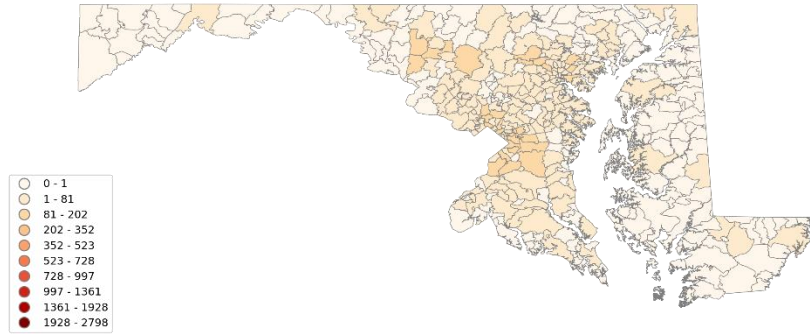 0 - 1
1 - 81
81 - 202
202 - 352
352 - 523
523 - 728
728 - 997
997 - 1361
1361 - 1928
1928 - 2798